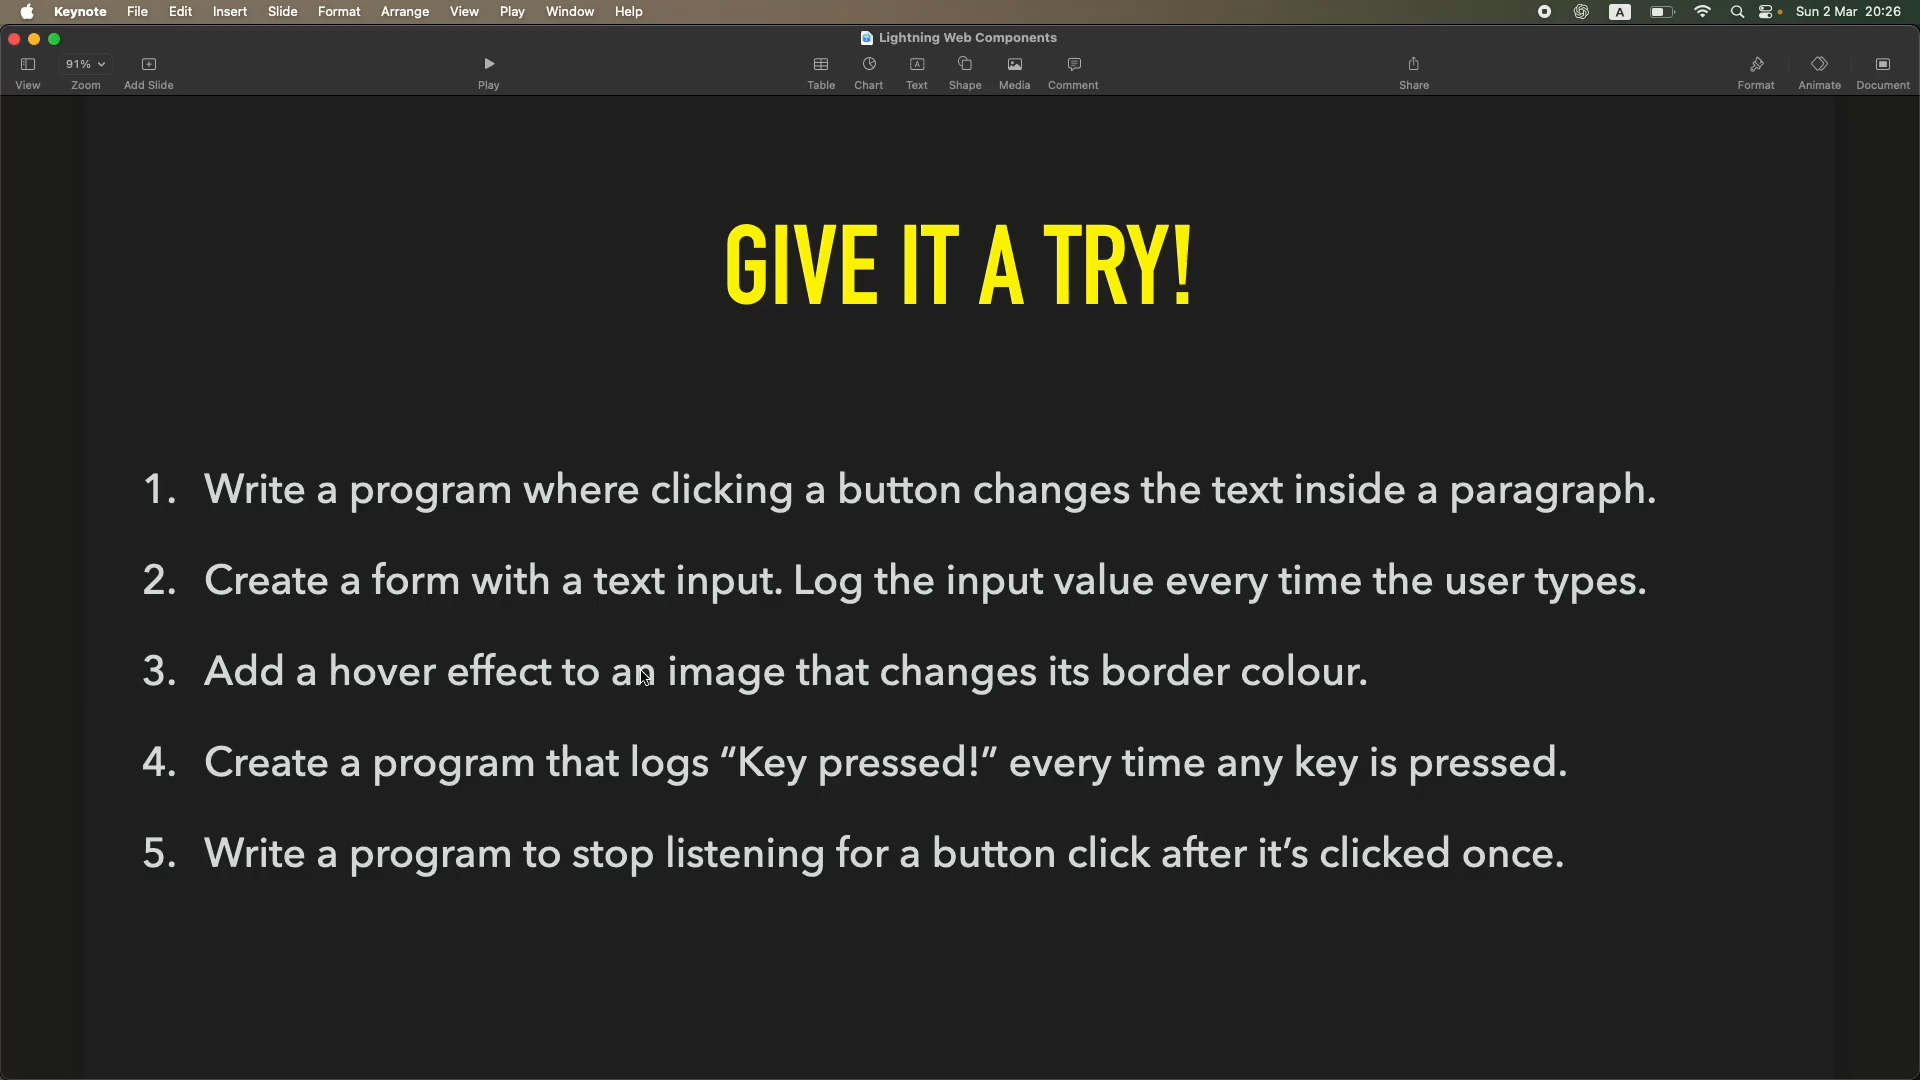 Keynote File Edit Insert Slide Format Arrange View Play Window Help A Sun 2 Mar 20:26
Lightning Web Components
91%
View Zoom Add Slide Play Table Chart Text Shape Media Comment Share Format Animate Document
GIVE IT A TRY!
1. Write a program where clicking a button changes the text inside a paragraph.
2. Create a form with a text input. Log the input value every time the user types.
3. Add a hover effect to an image that changes its border colour.
4. Create a program that logs “Key pressed!” every time any key is pressed.
5. Write a program to stop listening for a button click after it’s clicked once.